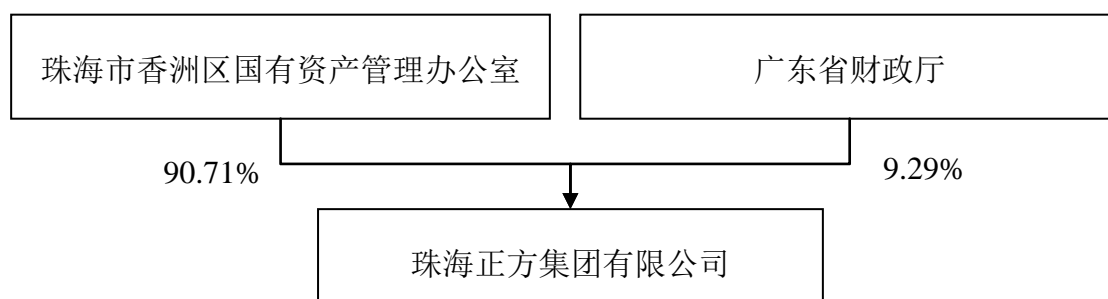 珠海市香洲区国有资产管理办公室
广东省财政厅
90.71%
9.29%
珠海正方集团有限公司